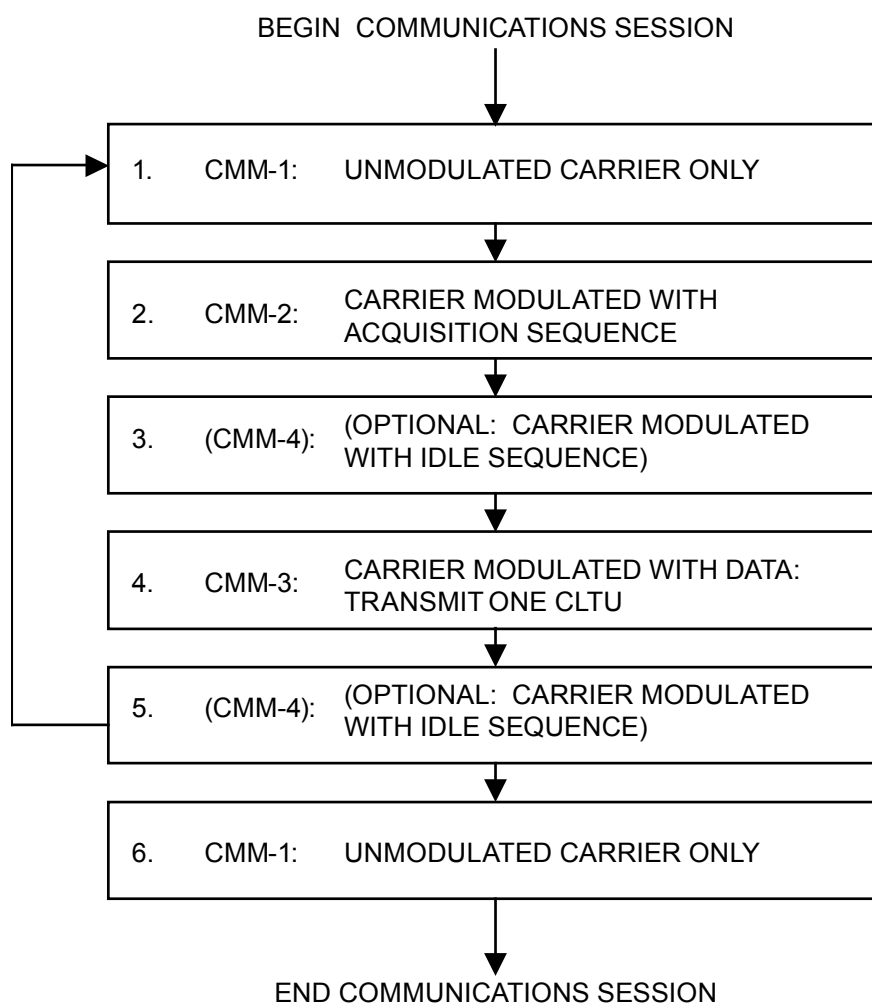 BEGIN COMMUNICATIONS SESSION
1. CMM-1: UNMODULATED CARRIER ONLY
2. CMM-2: CARRIER MODULATED WITH
ACQUISITION SEQUENCE
3. (CMM-4): (OPTIONAL: CARRIER MODULATED
WITH IDLE SEQUENCE)
4. CMM-3: CARRIER MODULATED WITH DATA:
TRANSMIT ONE CLTU
5. (CMM-4): (OPTIONAL: CARRIER MODULATED
WITH IDLE SEQUENCE)
6. CMM-1: UNMODULATED CARRIER ONLY
END COMMUNICATIONS SESSION